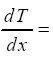 dT/dx =